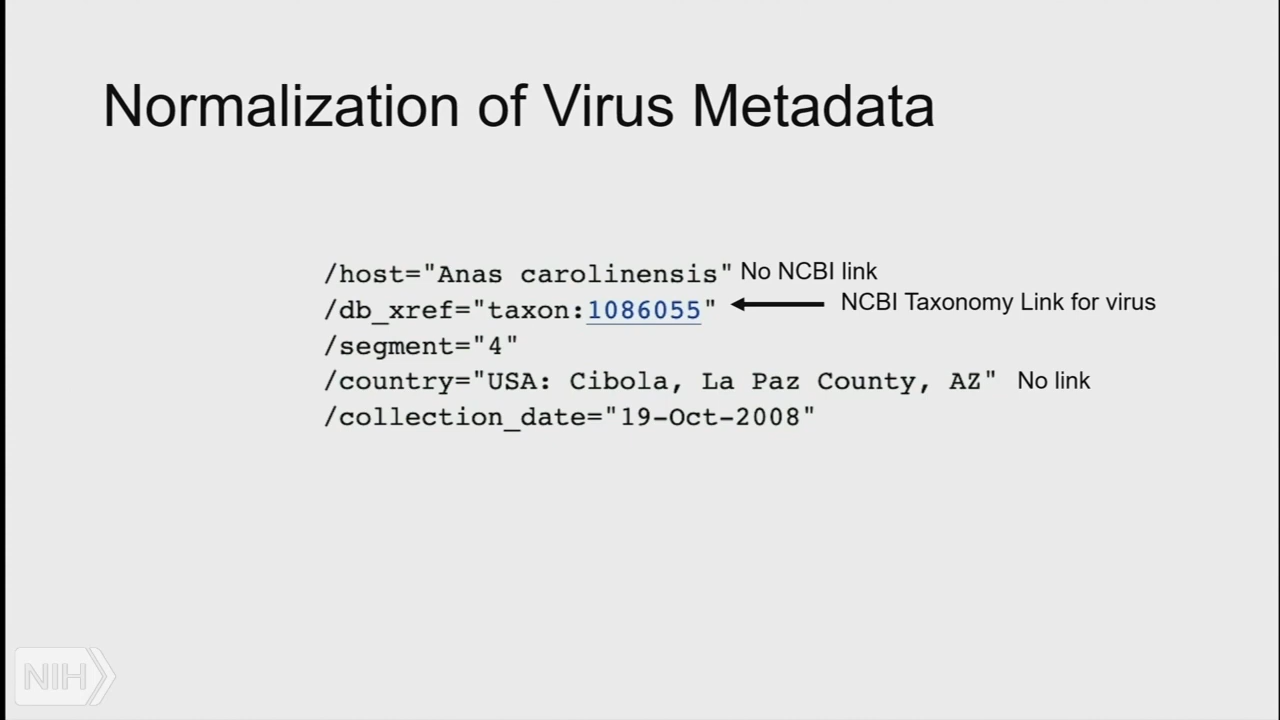 Normalization of Virus Metadata
/host="Anas carolinensis" No NCBI link
/db_xref="taxon:1086055" NCBI Taxonomy Link for virus
/segment="4"
/country="USA: Cibola, La Paz County, AZ" No link
/collection_date="19-Oct-2008"
NIH